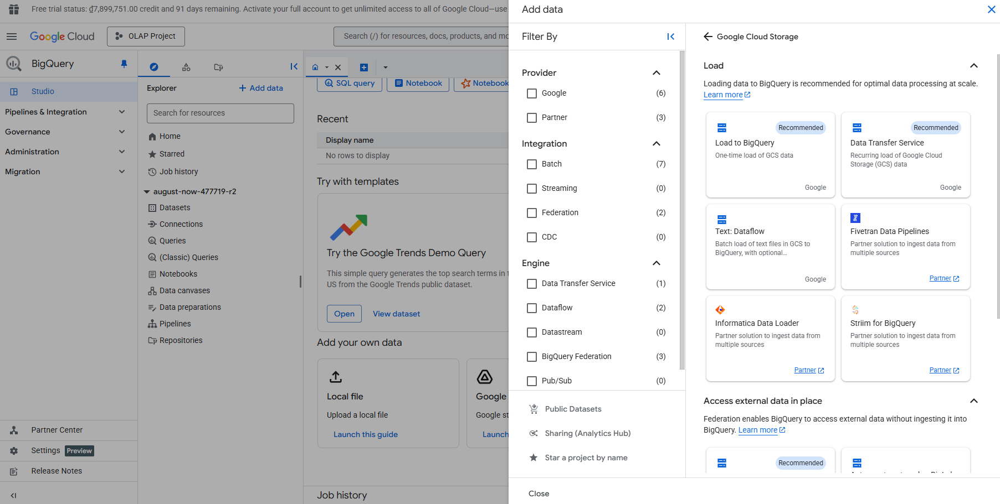 Free trial status: ₫7,899,751.00 credit and 91 days remaining. Activate your full account to get unlimited access to all of Google Cloud—use
Google Cloud
OLAP Project
Search (/) for resources, docs, products, and mo
BigQuery
Studio
Pipelines & Integration
Governance
Administration
Migration
Partner Center
Settings Preview
Release Notes
Explorer
Add data
Search for resources
Home
Starred
Job history
august-now-477719-r2
Datasets
Connections
Queries
(Classic) Queries
Notebooks
Data canvases
Data preparations
Pipelines
Repositories
SQL query
Notebook
Notebook
Recent
Display name
No rows to display
Try with templates
Try the Google Trends Demo Query
This simple query generates the top search terms in t
US from the Google Trends public dataset.
Open
View dataset
Add your own data
Local file
Upload a local file
Launch this guide
Google
Google st
Launch
Job history
Add data
Filter By
Provider
Google (6)
Partner (3)
Integration
Batch (7)
Streaming (0)
Federation (2)
CDC (0)
Engine
Data Transfer Service (1)
Dataflow (2)
Datastream (0)
BigQuery Federation (3)
Pub/Sub (0)
Public Datasets
Sharing (Analytics Hub)
Star a project by name
Close
Google Cloud Storage
Load
Loading data to BigQuery is recommended for optimal data processing at scale.
Learn more
Recommended
Load to BigQuery
One-time load of GCS data
Google
Recommended
Data Transfer Service
Recurring load of Google Cloud
Storage (GCS) data
Google
Text: Dataflow
Batch load of text files in GCS to
BigQuery, with optional...
Google
Fivetran Data Pipelines
Partner solution to ingest data from
multiple sources
Partner
Informatica Data Loader
Partner solution to ingest data from
multiple sources
Partner
Striim for BigQuery
Partner solution to ingest data from
multiple sources
Partner
Access external data in place
Federation enables BigQuery to access external data without ingesting it into
BigQuery. Learn more
Recommended